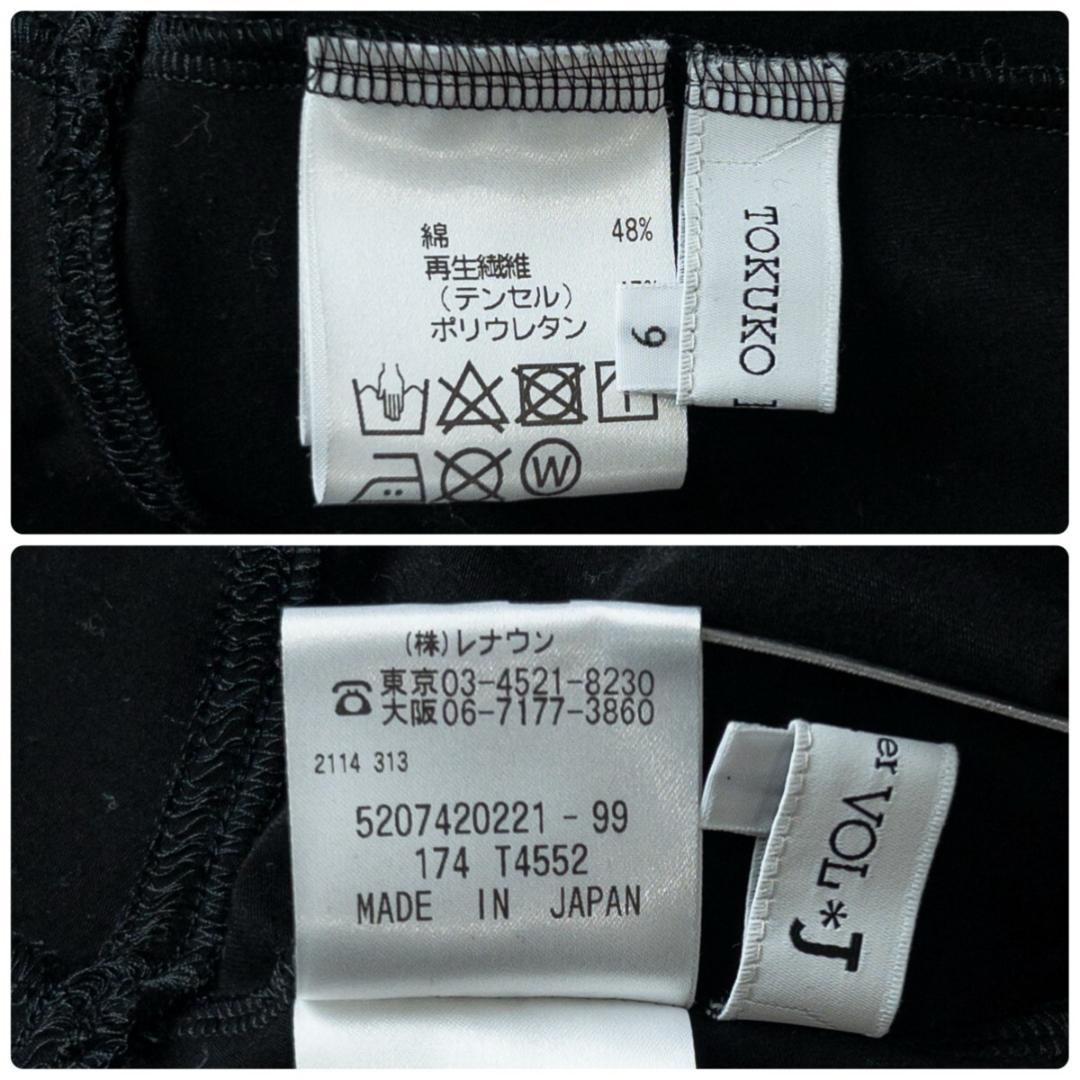 綿 48%
再生繊維
(テンセル)
ポリウレタン
9
TOKUKO
W
(株)レナウン
東京03-4521-8230
大阪06-7177-3860
2114 313
5207420221 - 99
174 T4552
MADE IN JAPAN
er VOL*J